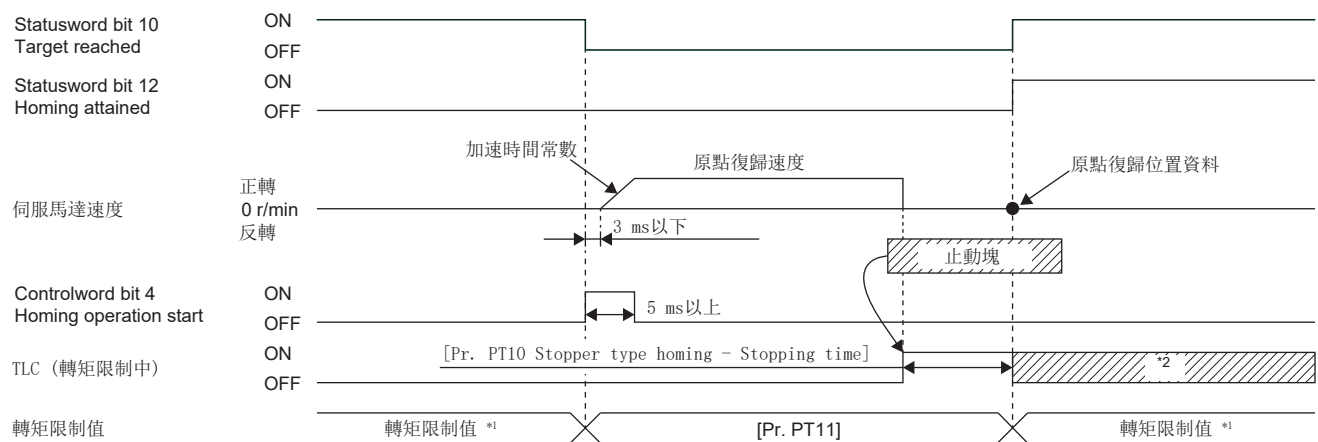 Statusword bit 10
Target reached
ON
OFF
Statusword bit 12
Homing attained
ON
OFF
加速時間常數
原點復歸速度
原點復歸位置資料
伺服馬達速度
正轉
0 r/min
反轉
3 ms以下
止動塊
Controlword bit 4
Homing operation start
ON
OFF
5 ms以上
TLC (轉矩限制中)
ON
OFF
[Pr. PT10 Stopper type homing - Stopping time]
*2
轉矩限制值
轉矩限制值 *1
[Pr. PT11]
轉矩限制值 *1